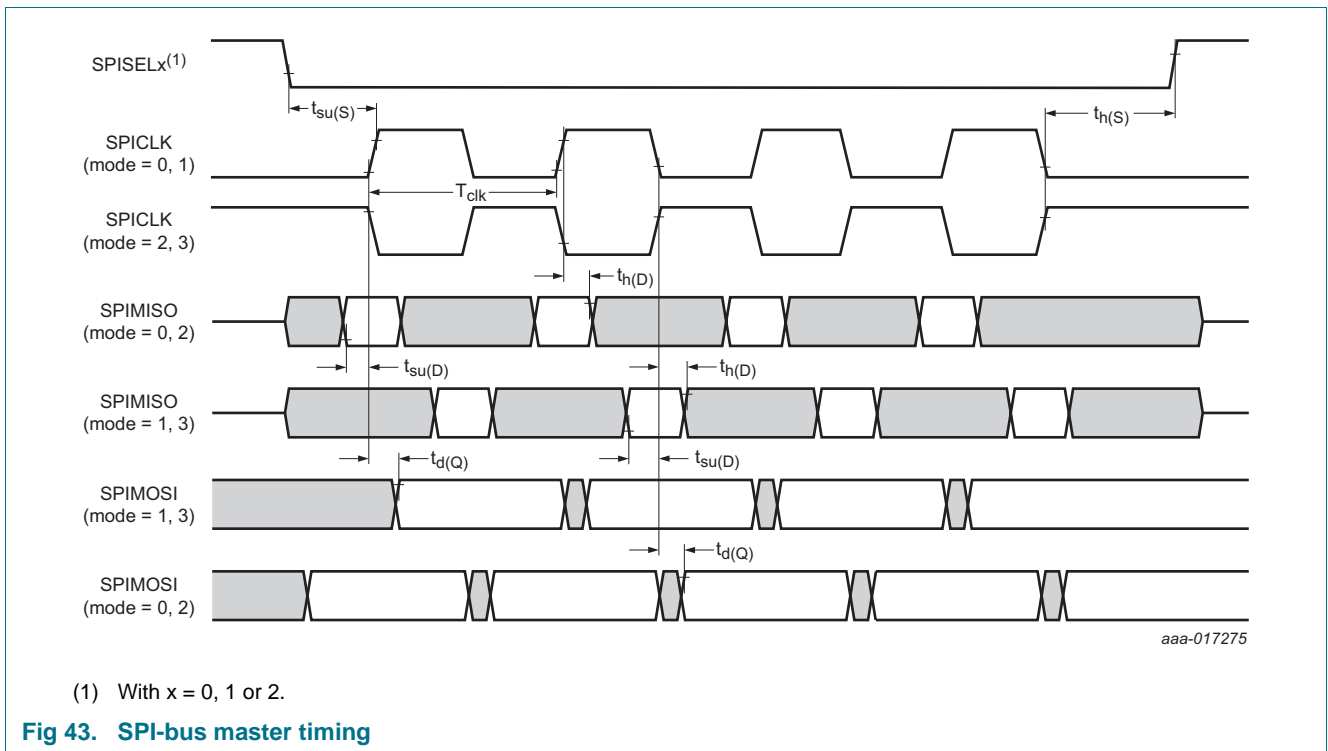 SPISELx(1)
tsu(S)
th(S)
SPICLK
(mode = 0, 1)
Tclk
SPICLK
(mode = 2, 3)
th(D)
SPIMISO
(mode = 0, 2)
tsu(D)
th(D)
SPIMISO
(mode = 1, 3)
td(Q)
tsu(D)
SPIMOSI
(mode = 1, 3)
td(Q)
SPIMOSI
(mode = 0, 2)
aaa-017275
(1) With x = 0, 1 or 2.
Fig 43. SPI-bus master timing